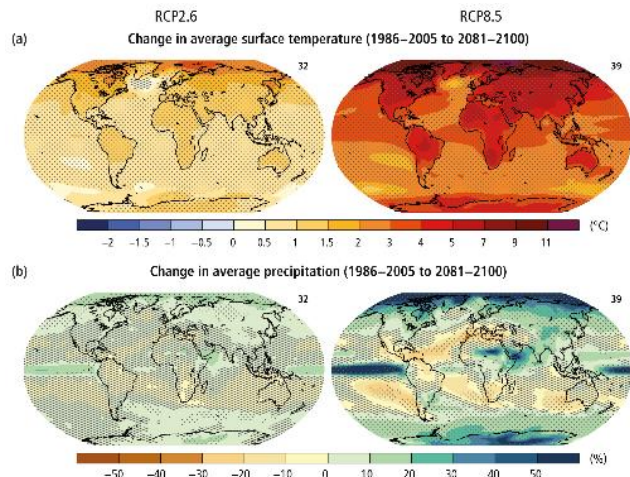 RCP2.6 RCP8.5
(a) Change in average surface temperature (1986–2005 to 2081–2100)
32 39
–2 –1.5 –1 –0.5 0 0.5 1 1.5 2 3 4 5 7 9 11 (°C)
(b) Change in average precipitation (1986–2005 to 2081–2100)
32 39
–50 –40 –30 –20 –10 0 10 20 30 40 50 (%)